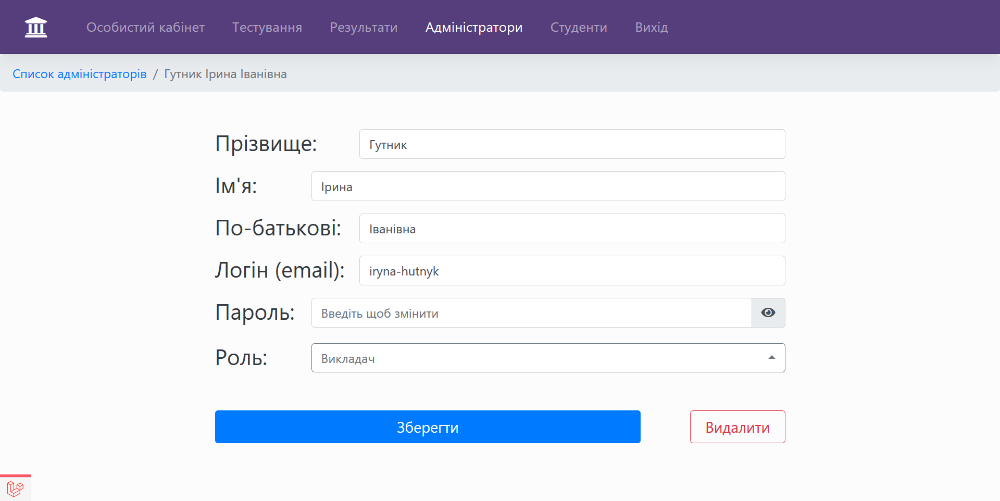 Особистий кабінет Тестування Результати Адміністратори Студенти Вихід
Список адміністраторів / Гутник Ірина Іванівна
Прізвище: Гутник
Ім'я: Ірина
По-батькові: Іванівна
Логін (email): iryna-hutnyk
Пароль: Введіть щоб змінити
Роль: Викладач
Зберегти Видалити